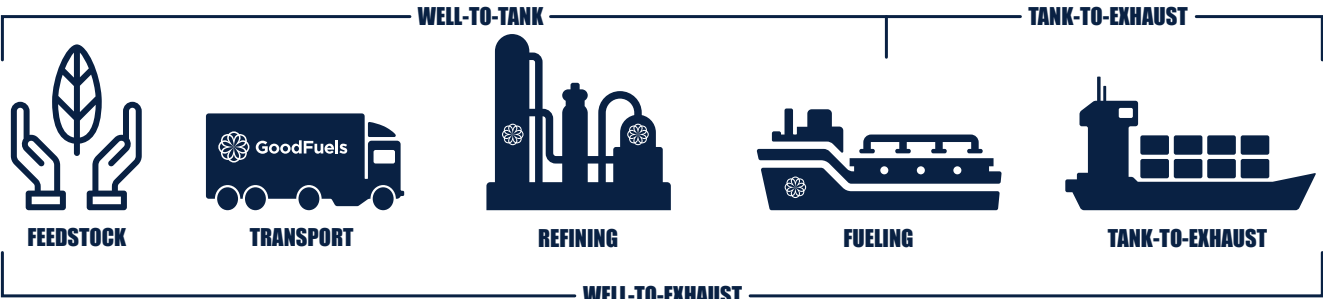 WELL-TO-TANK
TANK-TO-EXHAUST
GoodFuels
FEEDSTOCK
TRANSPORT
REFINING
FUELING
TANK-TO-EXHAUST
WELL-TO-EXHAUST